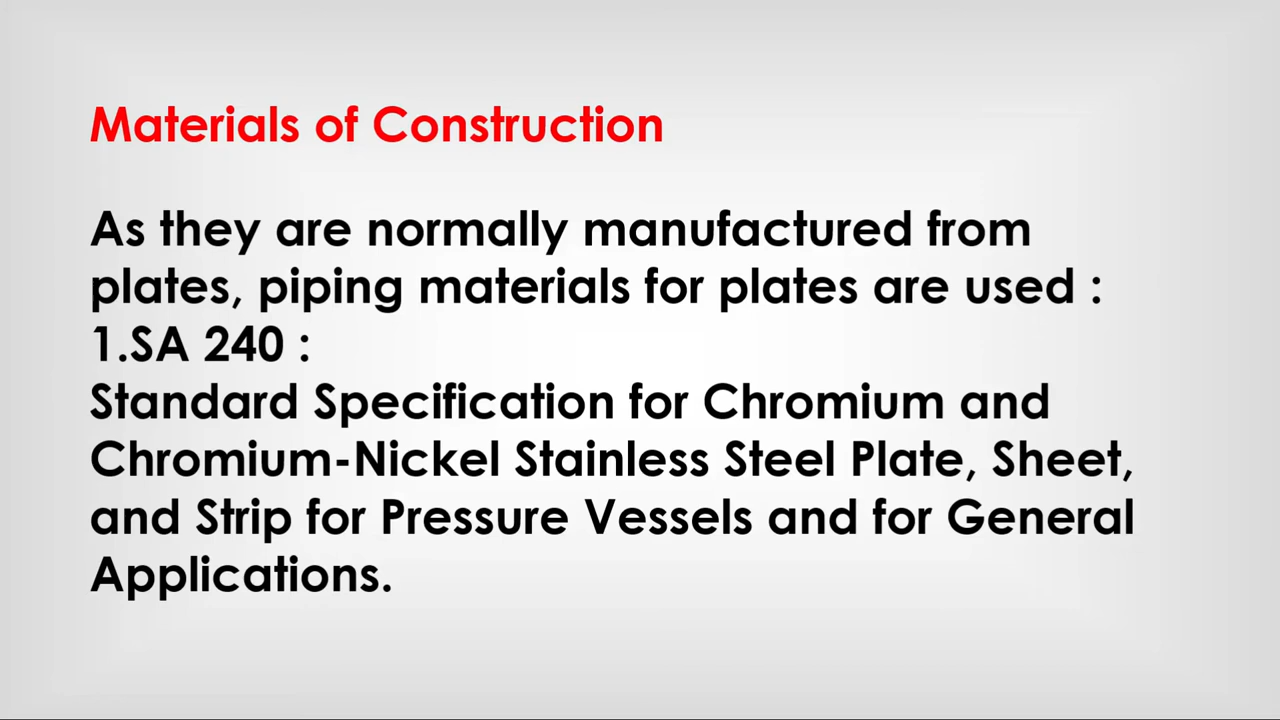 Materials of Construction
As they are normally manufactured from
plates, piping materials for plates are used :
1.SA 240 :
Standard Specification for Chromium and
Chromium-Nickel Stainless Steel Plate, Sheet,
and Strip for Pressure Vessels and for General
Applications.